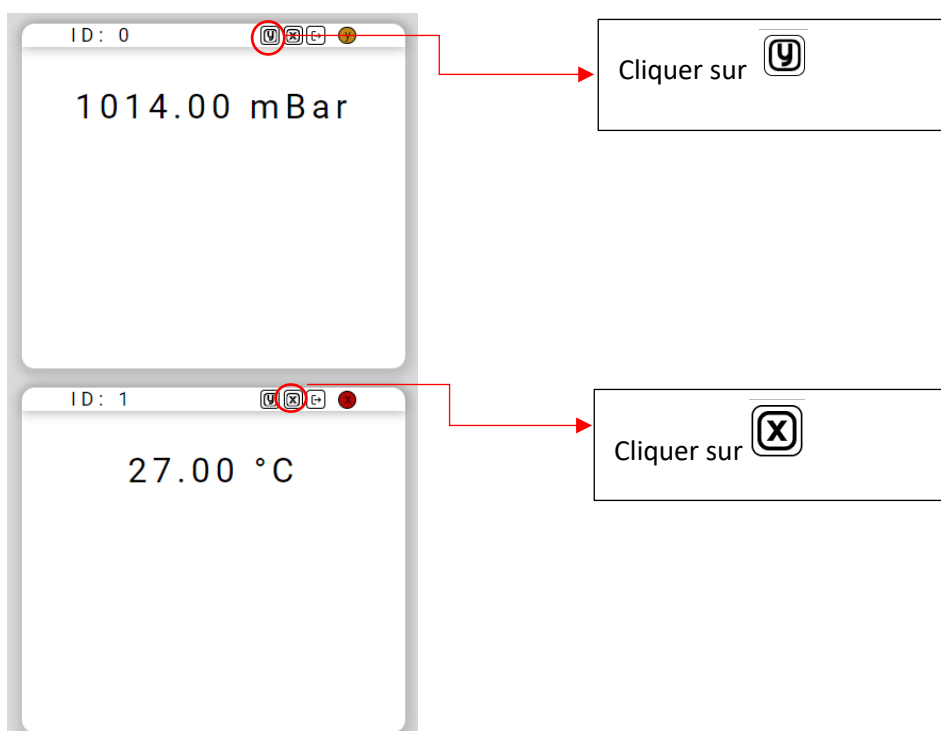 ID: 0 y x y
Cliquer sur y
1014.00 mBar
ID: 1 y x x
27.00 °C
Cliquer sur x